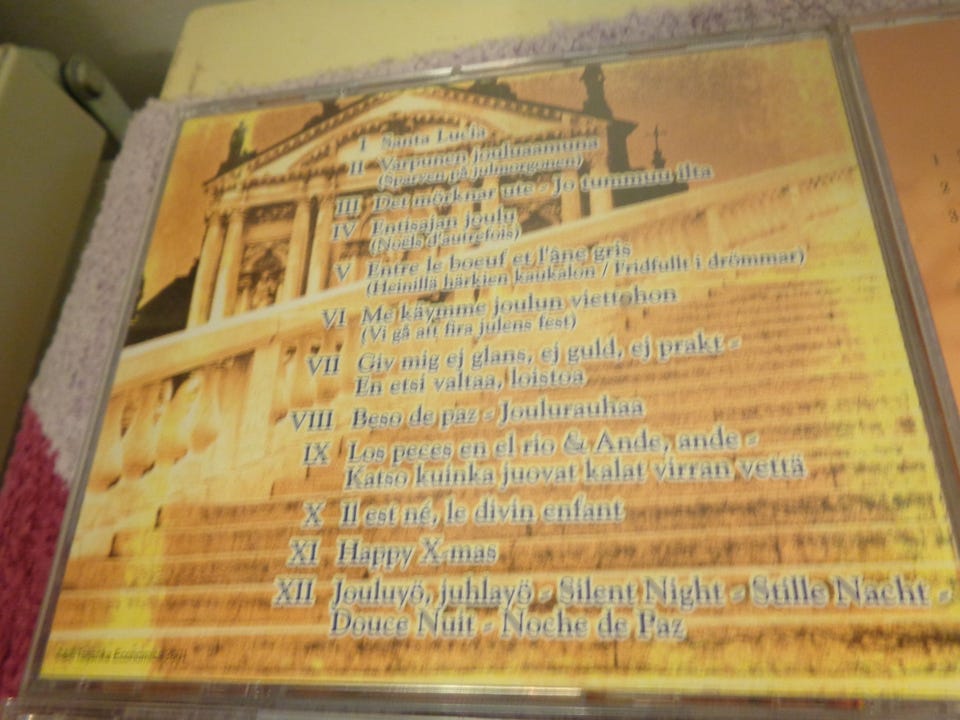 I Santa Lucia
II Varpunen jouluaamuna
(Sparven på julmorgonen)
III Det mörknar ute - Jo tummuu ilta
IV Entisajan joulu
(Noels d'autrefois)
V Entre le boeuf et l'âne gris
(Heinillä härkien kaukalon / Fridfullt i drömmar)
VI Me käymme joulun viettohon
(Vi gå att fira julens fest)
VII Giv mig ej glans, ej guld, ej prakt -
En etsi valtaa, loistoa
VIII Beso de paz - Joulurauhaa
IX Los peces en el rio & Ande, ande -
Katso kuinka juovat kalat virran vettä
X Il est né, le divin enfant
XI Happy X-mas
XII Jouluyö, juhlayö - Silent Night - Stille Nacht -
Douce Nuit - Noche de Paz
1
2
3